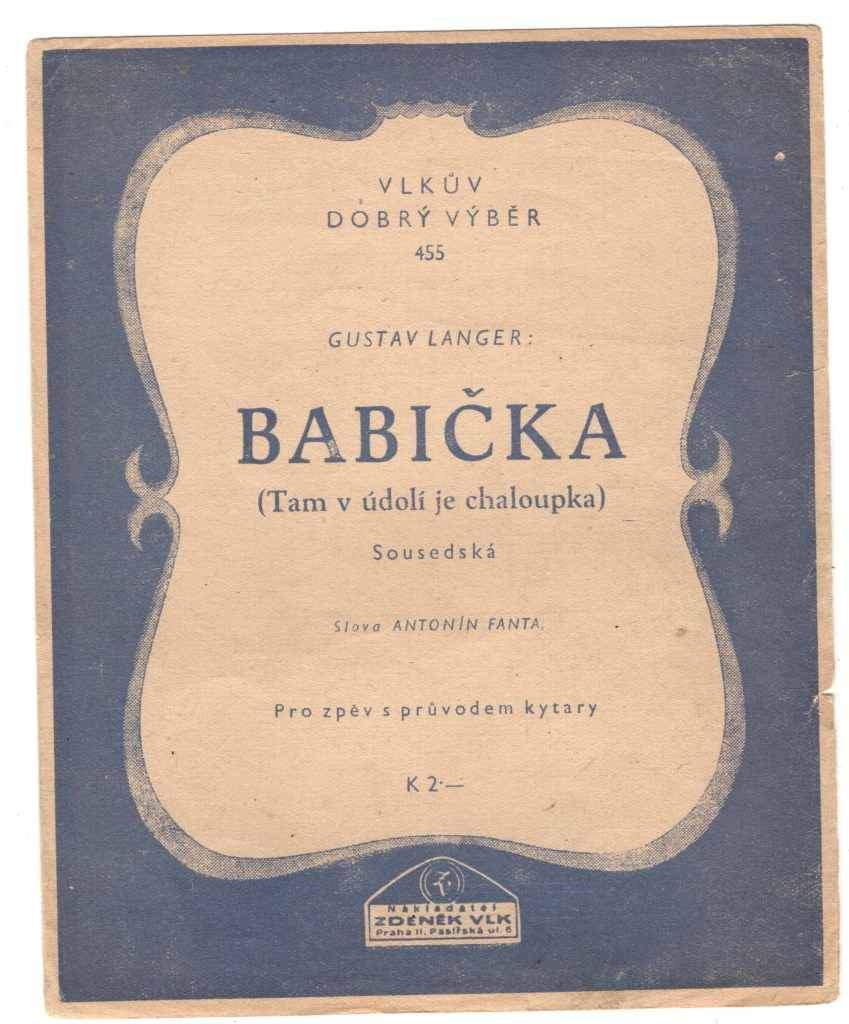 VLKŮV
DOBRÝ VÝBĚR
455
GUSTAV LANGER:
BABIČKA
(Tam v údolí je chaloupka)
Sousedská
Slova ANTONÍN FANTA.
Pro zpěv s průvodem kytary
K 2·—
Nakladatel
ZDENĚK VLK
Praha II, Pasířská ul. 6